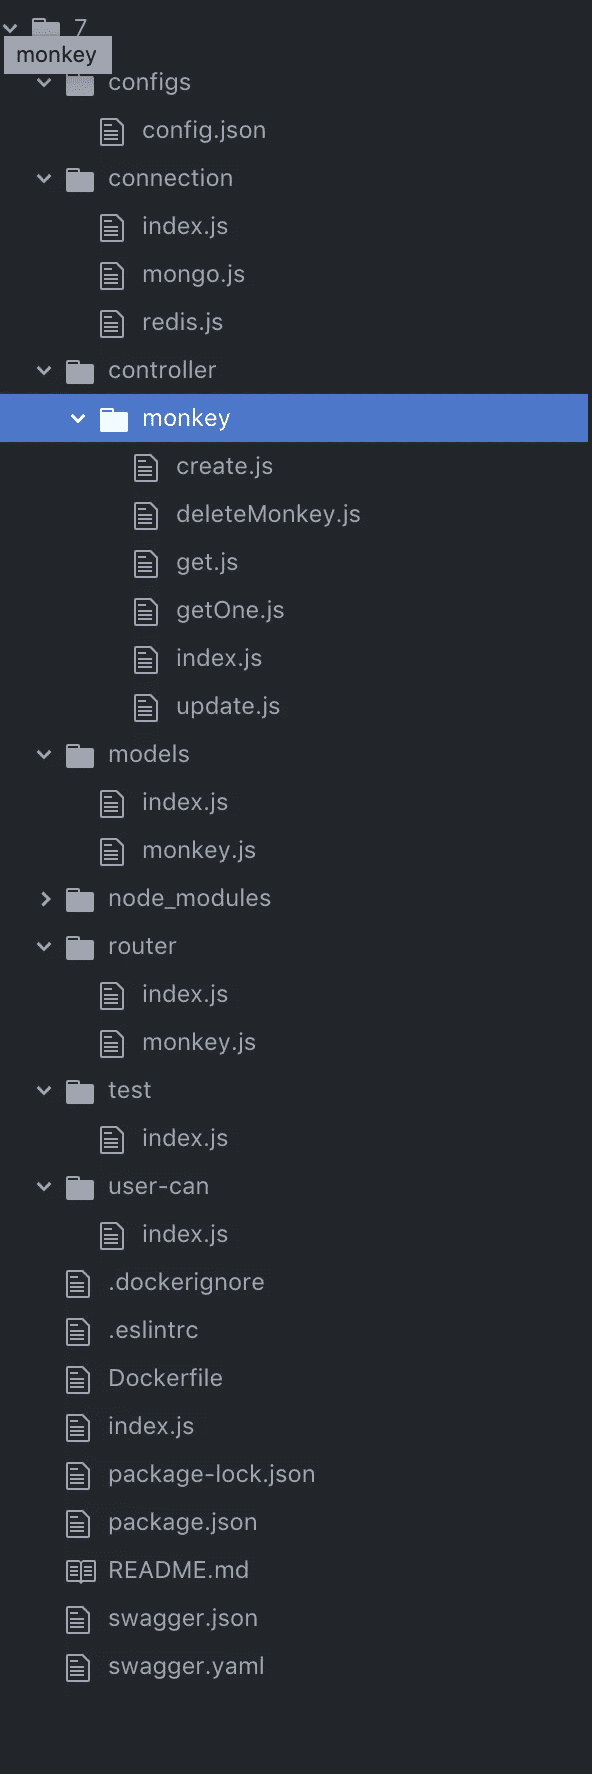 7
monkey
configs
config.json
connection
index.js
mongo.js
redis.js
controller
monkey
create.js
deleteMonkey.js
get.js
getOne.js
index.js
update.js
models
index.js
monkey.js
node_modules
router
index.js
monkey.js
test
index.js
user-can
index.js
.dockerignore
.eslintrc
Dockerfile
index.js
package-lock.json
package.json
README.md
swagger.json
swagger.yaml